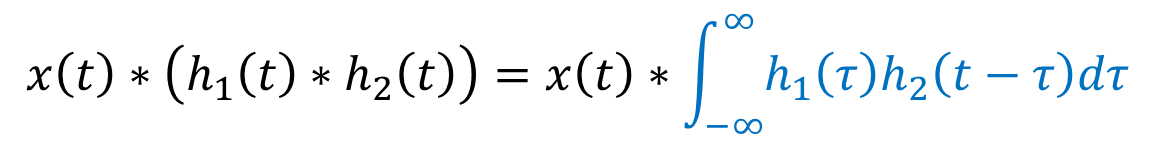 x(t) ∗ (h₁(t) ∗ h₂(t)) = x(t) ∗ ∫_{−∞}^{∞} h₁(τ)h₂(t − τ)dτ